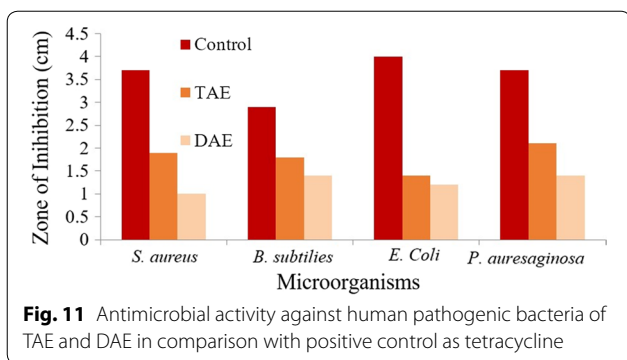 Zone of Inihibition (cm)
4.5
4
3.5
3
2.5
2
1.5
1
0.5
0
Control
TAE
DAE
S. aureus B. subtilies E. Coli P. auresaginosa
Microorganisms
Fig. 11 Antimicrobial activity against human pathogenic bacteria of
TAE and DAE in comparison with positive control as tetracycline